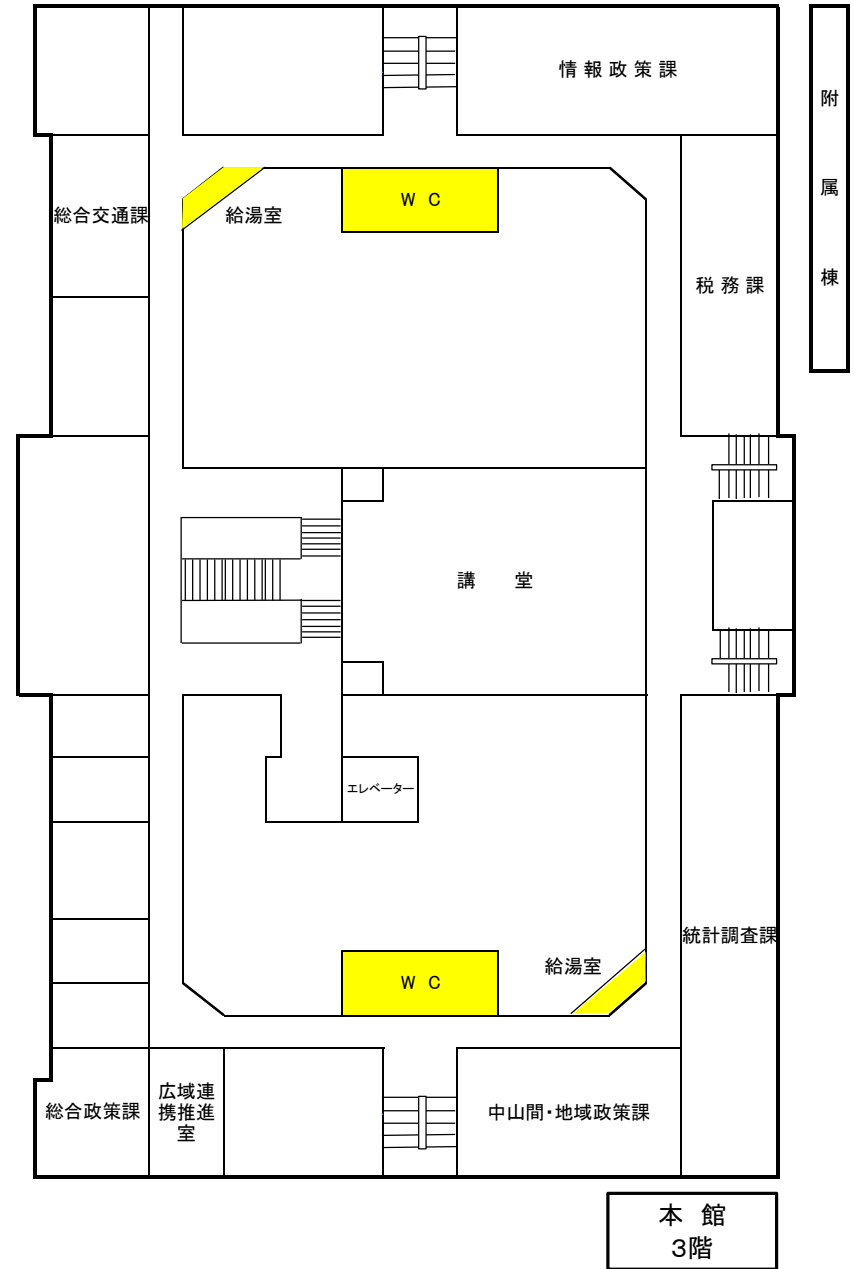 情 報 政 策 課
附
属
棟
W C
総合交通課
給湯室
税 務 課
講 堂
エレベーター
統計調査課
給湯室
W C
総合政策課
広域連
携推進
室
中山間・地域政策課
本 館
３階